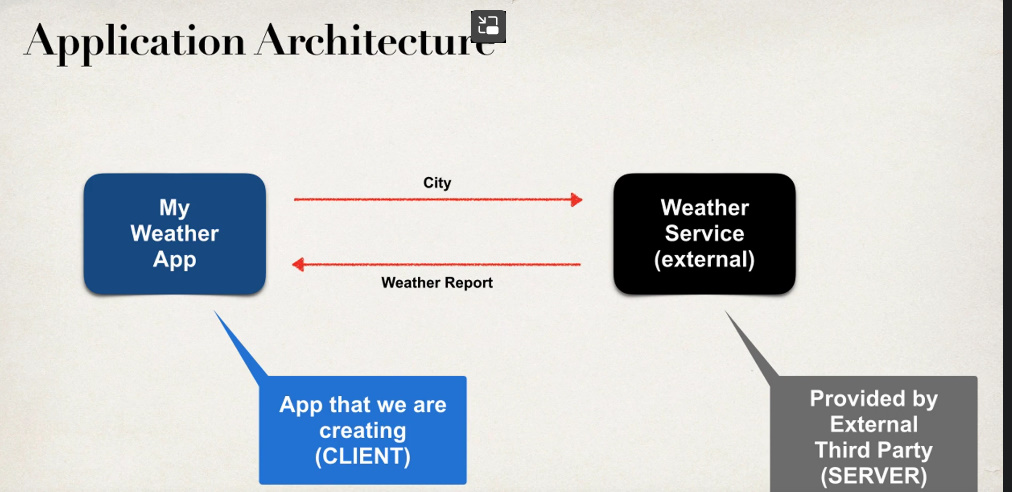 Application Architecture
City
My
Weather
App
Weather
Service
(external)
Weather Report
App that we are
creating
(CLIENT)
Provided by
External
Third Party
(SERVER)